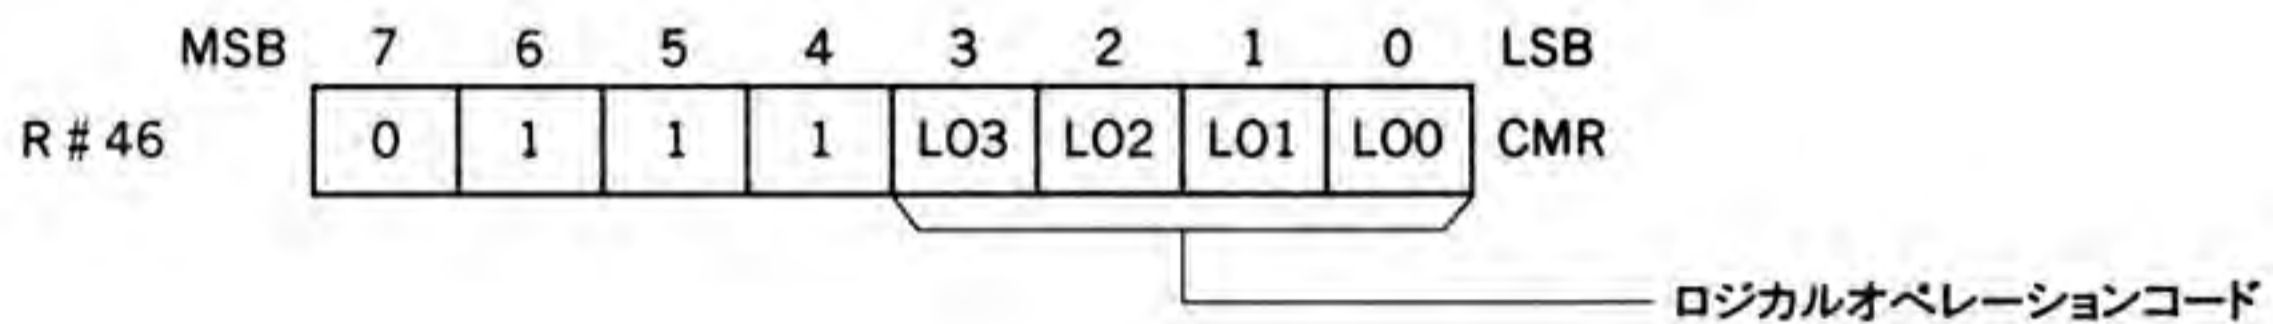 MSB 7 6 5 4 3 2 1 0 LSB
R#46 0 1 1 1 LO3 LO2 LO1 LO0 CMR
ロジカルオペレーションコード